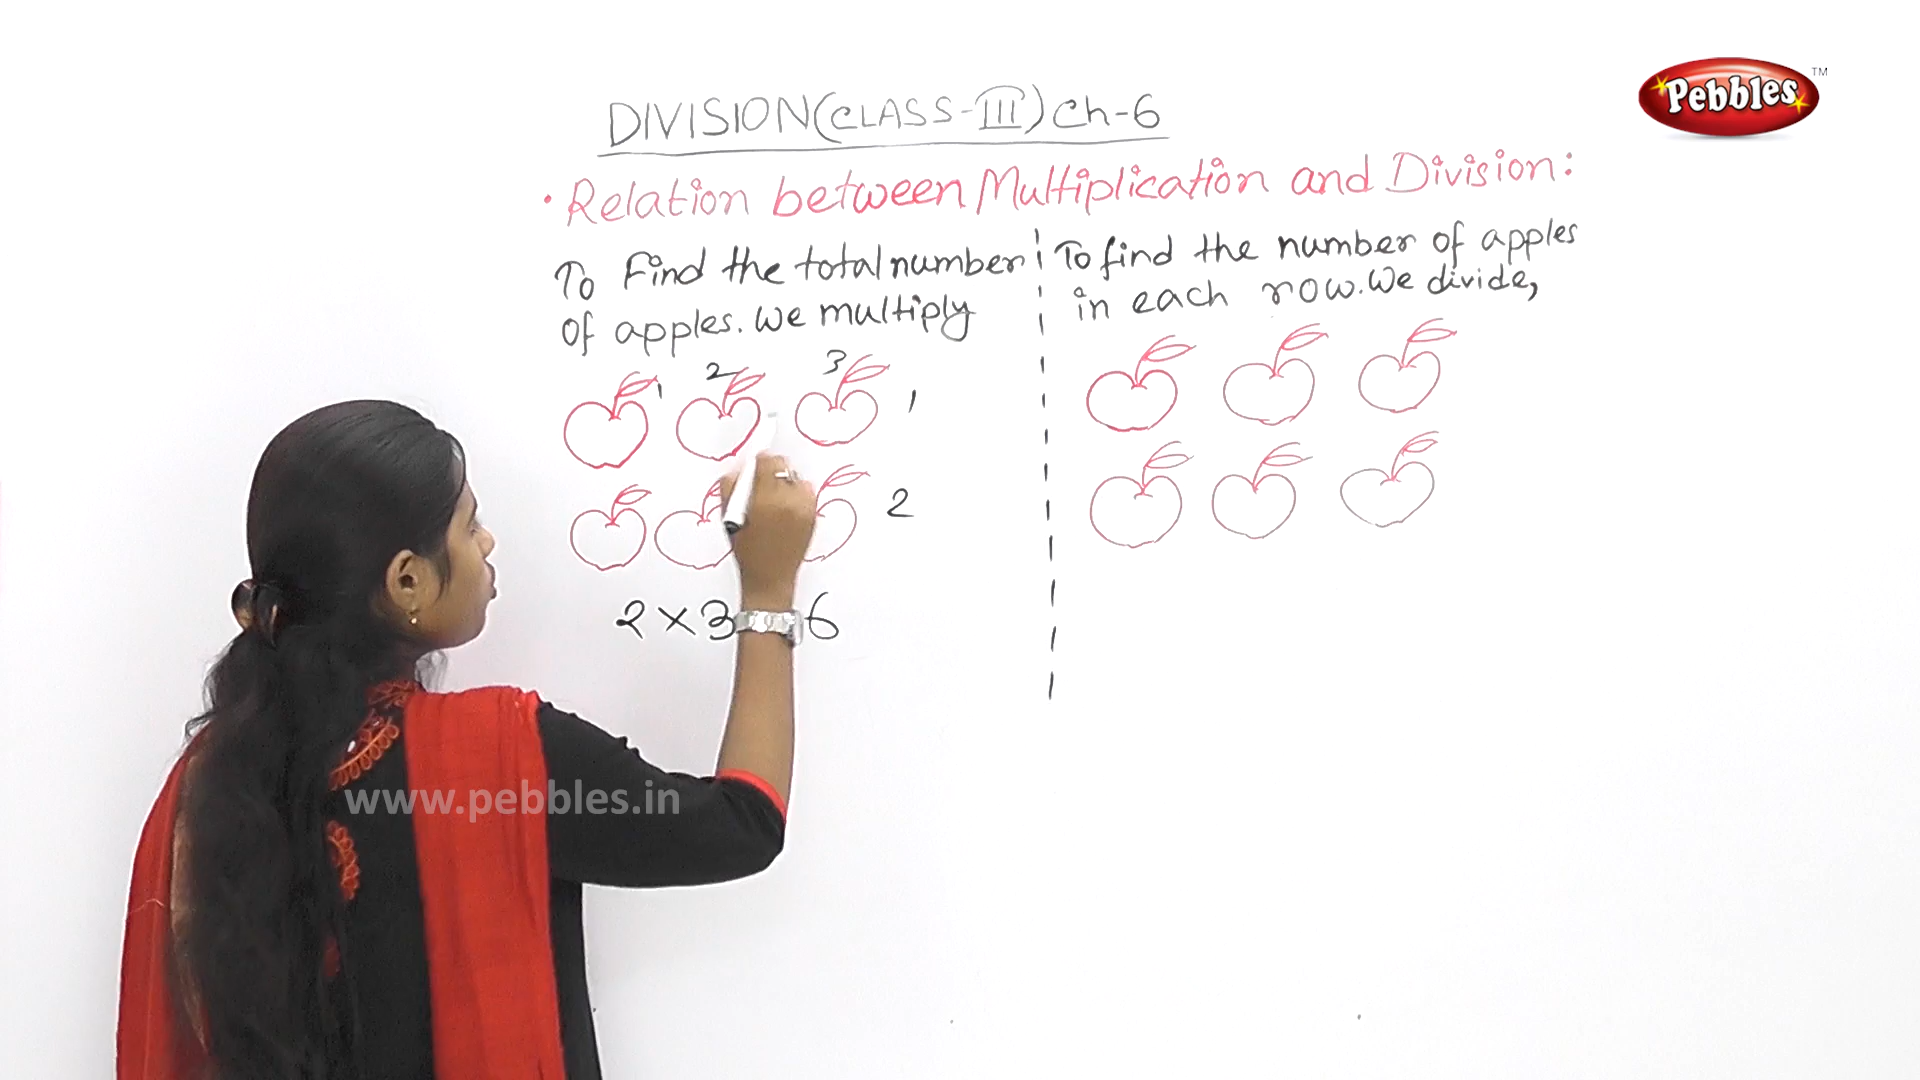 Pebbles TM
DIVISION(CLASS-III) Ch-6
• Relation between Multiplication and Division:
To Find the total number
of apples. We multiply
To find the number of apples
in each row. We divide,
1 2 3 1
2
2 × 3 6
www.pebbles.in